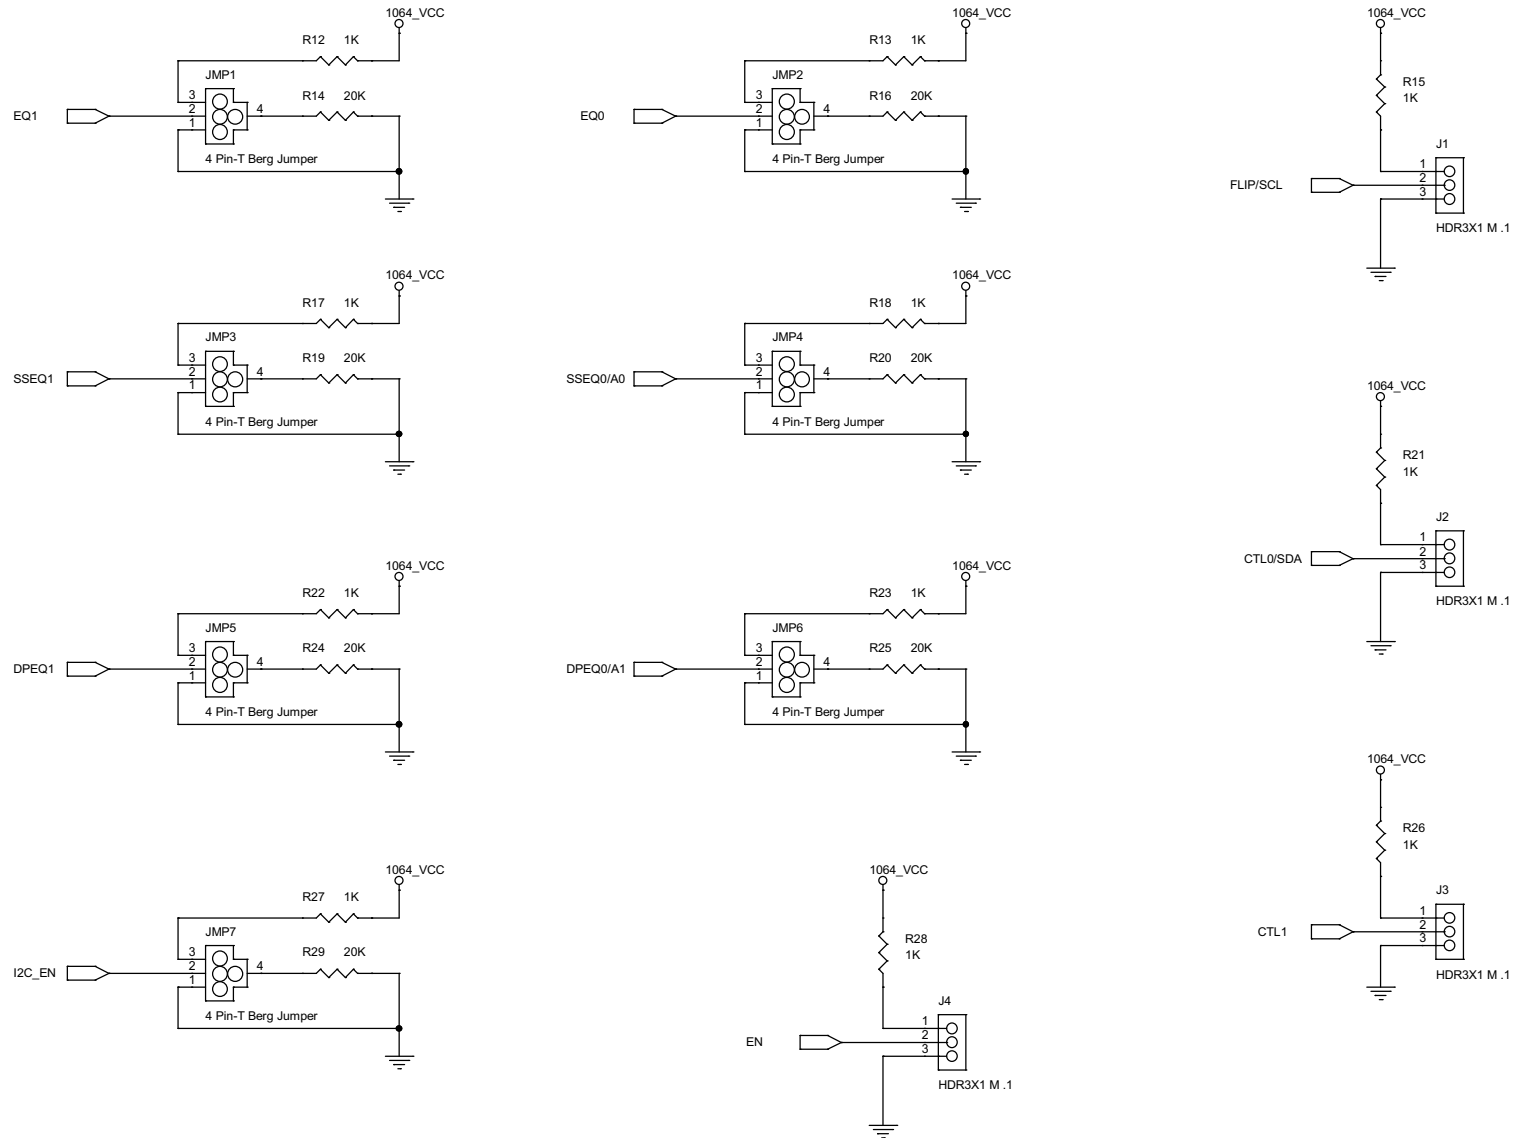 1064_VCC
R12 1K
JMP1
3
2
1
4
R14 20K
EQ1
4 Pin-T Berg Jumper
1064_VCC
R13 1K
JMP2
3
2
1
4
R16 20K
EQ0
4 Pin-T Berg Jumper
1064_VCC
R15
1K
J1
1
2
3
FLIP/SCL
HDR3X1 M .1
1064_VCC
R17 1K
JMP3
3
2
1
4
R19 20K
SSEQ1
4 Pin-T Berg Jumper
1064_VCC
R18 1K
JMP4
3
2
1
4
R20 20K
SSEQ0/A0
4 Pin-T Berg Jumper
1064_VCC
R21
1K
J2
1
2
3
CTL0/SDA
HDR3X1 M .1
1064_VCC
R22 1K
JMP5
3
2
1
4
R24 20K
DPEQ1
4 Pin-T Berg Jumper
1064_VCC
R23 1K
JMP6
3
2
1
4
R25 20K
DPEQ0/A1
4 Pin-T Berg Jumper
1064_VCC
R26
1K
J3
1
2
3
CTL1
HDR3X1 M .1
1064_VCC
R27 1K
JMP7
3
2
1
4
R29 20K
I2C_EN
4 Pin-T Berg Jumper
1064_VCC
R28
1K
J4
1
2
3
EN
HDR3X1 M .1